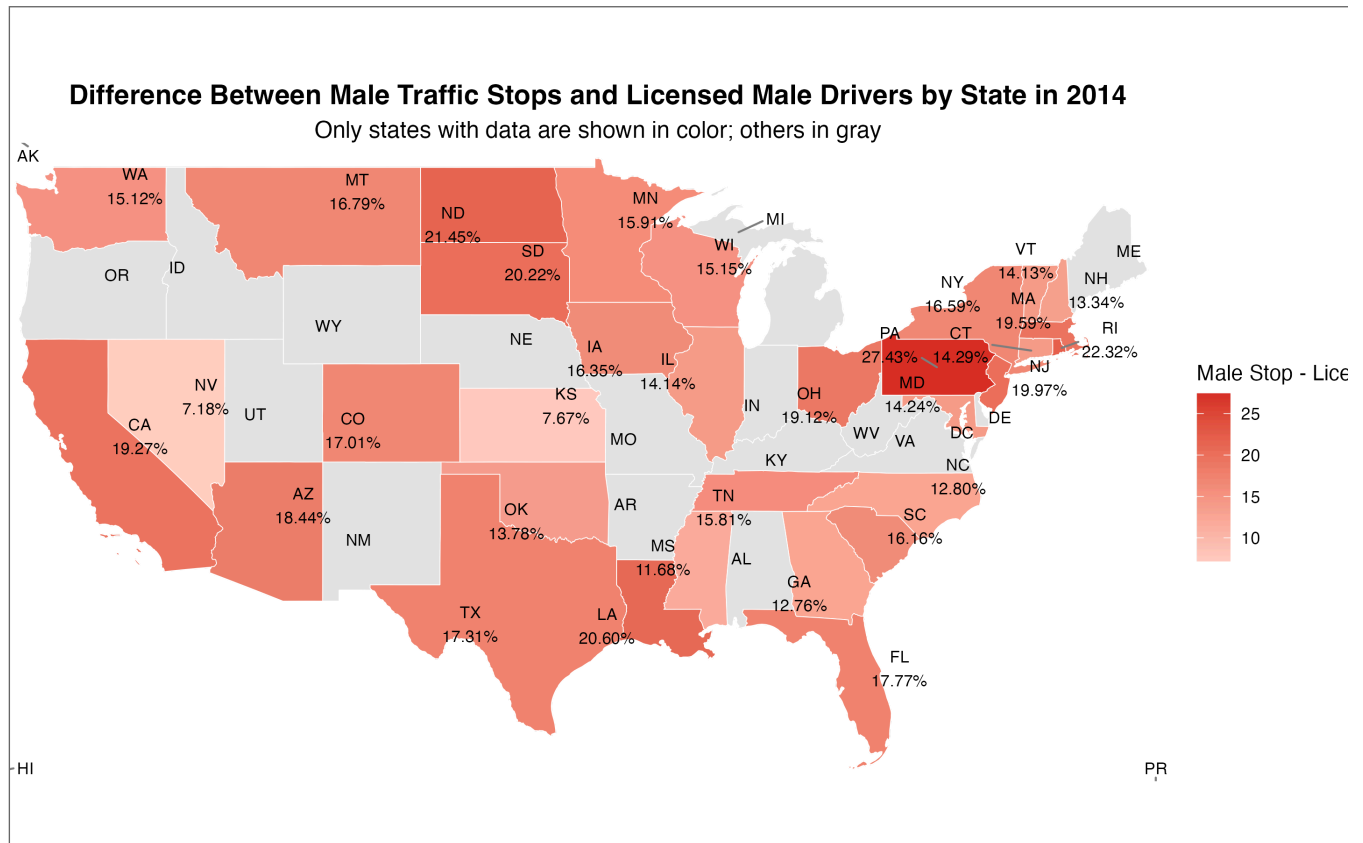 Difference Between Male Traffic Stops and Licensed Male Drivers by State in 2014
Only states with data are shown in color; others in gray
AK
WA
15.12%
MT
16.79%
ND
21.45%
MN
15.91%
MI
WI
15.15%
SD
20.22%
OR
ID
WY
NE
IA
16.35%
IL
14.14%
VT
14.13%
ME
NH
13.34%
NY
16.59%
MA
19.59%
RI
22.32%
PA
27.43%
CT
14.29%
NJ
19.97%
MD
14.24%
OH
19.12%
IN
DE
DC
WV
VA
NV
7.18%
UT
CA
19.27%
CO
17.01%
KS
7.67%
MO
KY
NC
12.80%
TN
15.81%
SC
16.16%
AZ
18.44%
NM
OK
13.78%
AR
MS
11.68%
AL
GA
12.76%
TX
17.31%
LA
20.60%
FL
17.77%
HI
PR
Male Stop - Lice
25
20
15
10